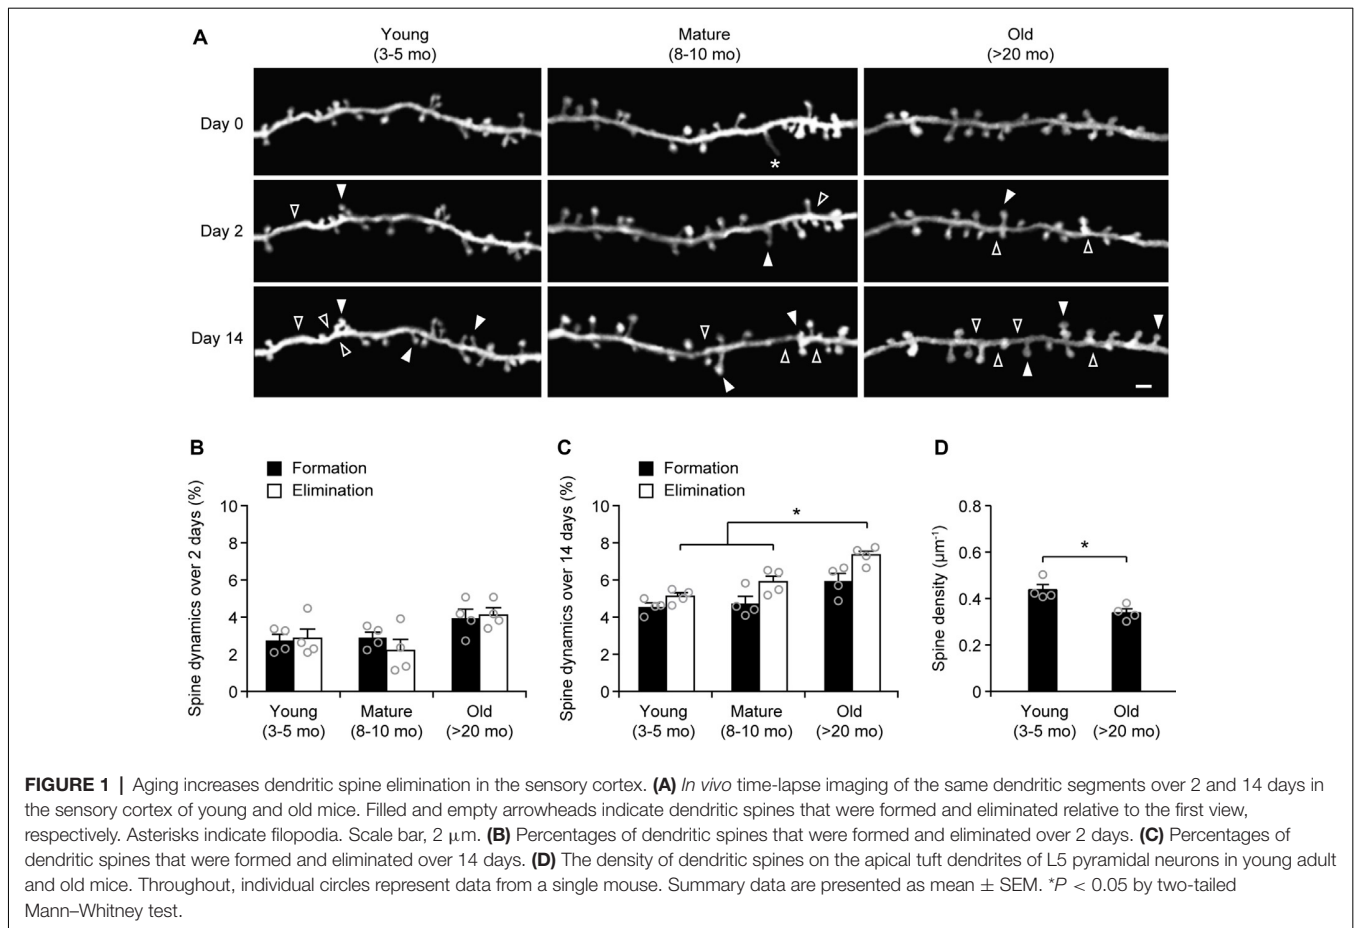 A
Young
(3-5 mo)
Mature
(8-10 mo)
Old
(>20 mo)
Day 0
*
Day 2
Day 14
B
Formation
Elimination
Spine dynamics over 2 days (%)
10
8
6
4
2
0
Young
(3-5 mo)
Mature
(8-10 mo)
Old
(>20 mo)
C
Formation
Elimination
Spine dynamics over 14 days (%)
10
8
6
4
2
0
*
Young
(3-5 mo)
Mature
(8-10 mo)
Old
(>20 mo)
D
Spine density (µm⁻¹)
0.8
0.6
0.4
0.2
0
*
Young
(3-5 mo)
Old
(>20 mo)
FIGURE 1 | Aging increases dendritic spine elimination in the sensory cortex. (A) In vivo time-lapse imaging of the same dendritic segments over 2 and 14 days in
the sensory cortex of young and old mice. Filled and empty arrowheads indicate dendritic spines that were formed and eliminated relative to the first view,
respectively. Asterisks indicate filopodia. Scale bar, 2 µm. (B) Percentages of dendritic spines that were formed and eliminated over 2 days. (C) Percentages of
dendritic spines that were formed and eliminated over 14 days. (D) The density of dendritic spines on the apical tuft dendrites of L5 pyramidal neurons in young adult
and old mice. Throughout, individual circles represent data from a single mouse. Summary data are presented as mean ± SEM. *P < 0.05 by two-tailed
Mann–Whitney test.